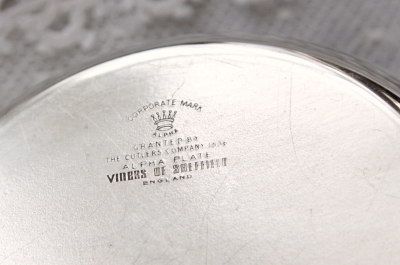 CORPORATE MARK
ALPHA
GRANTED BY
THE CUTLERS COMPANY
ALPHA PLATE
VINERS OF SHEFFIELD
ENGLAND